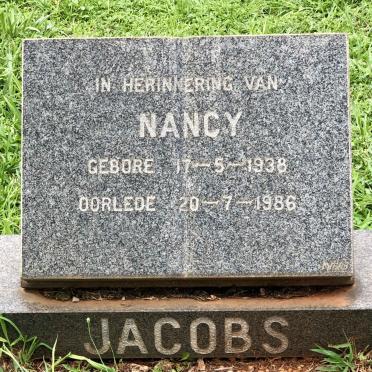 IN HERINNERING VAN
NANCY
GEBORE 17-5-1938
OORLEDE 20-7-1986
JACOBS